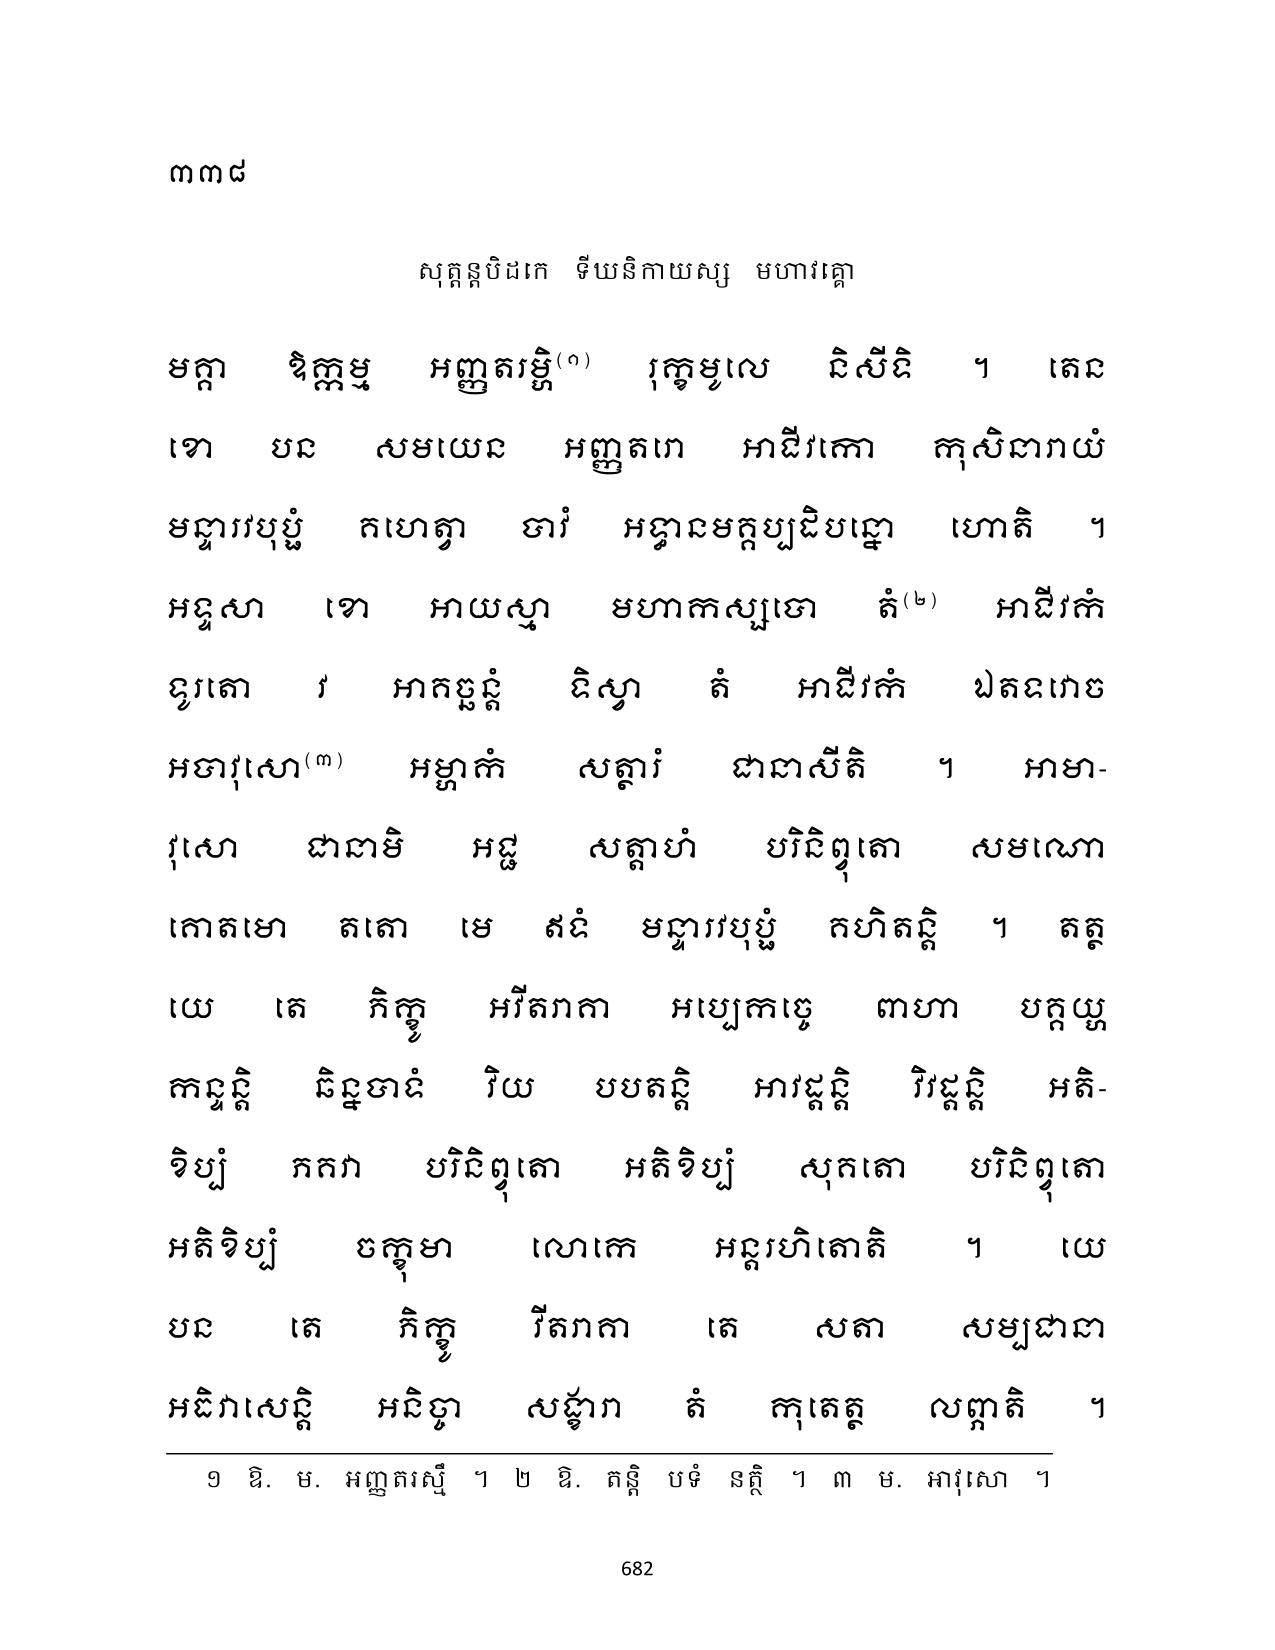 ៣៣៨
សុត្តន្តបិដកេ ទីឃនិកាយស្ស មហាវគ្គោ
មគ្គា ឱក្កម្ម អញ្ញតរម្ហិ(១) រុក្ខមូលេ និសីទិ ។ តេន
ខោ បន សមយេន អញ្ញតរោ អាជីវកោ កុសិនារាយំ
មន្ទារវបុប្ផំ គហេត្វា បាវំ អទ្ធានមគ្គប្បដិបន្នោ ហោតិ ។
អទ្ទសា ខោ អាយស្មា មហាកស្សបោ តំ(២) អាជីវកំ
ទូរតោ វ អាគច្ឆន្តំ ទិស្វា តំ អាជីវកំ ឯតទវោច
អបាវុសោ(៣) អម្ហាកំ សត្ថារំ ជានាសីតិ ។ អាមា-
វុសោ ជានាមិ អជ្ជ សត្តាហំ បរិនិព្វុតោ សមណោ
គោតមោ តតោ មេ ឥទំ មន្ទារវបុប្ផំ គហិតន្តិ ។ តត្ថ
យេ តេ ភិក្ខូ អវីតរាគា អប្បេកច្ចេ ពាហា បគ្គយ្ហ
កន្ទន្តិ ឆិន្នបាទំ វិយ បបតន្តិ អាវដ្តន្តិ វិវដ្តន្តិ អតិ-
ខិប្បំ ភគវា បរិនិព្វុតោ អតិខិប្បំ សុគតោ បរិនិព្វុតោ
អតិខិប្បំ ចក្ខុមា លោកេ អន្តរហិតោតិ ។ យេ
បន តេ ភិក្ខូ វីតរាគា តេ សតា សម្បជានា
អធិវាសេន្តិ អនិច្ចា សង្ខារា តំ កុតេត្ថ លព្ភាតិ ។
១ ឱ. ម. អញ្ញតរស្មឹ ។ ២ ឱ. តន្តិ បទំ នត្ថិ ។ ៣ ម. អាវុសោ ។
682